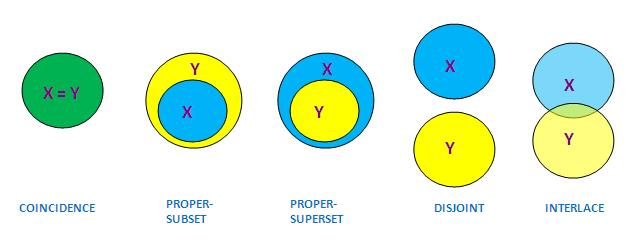 X = Y
Y
X
X
Y
X
Y
X
Y
COINCIDENCE
PROPER-
SUBSET
PROPER-
SUPERSET
DISJOINT
INTERLACE